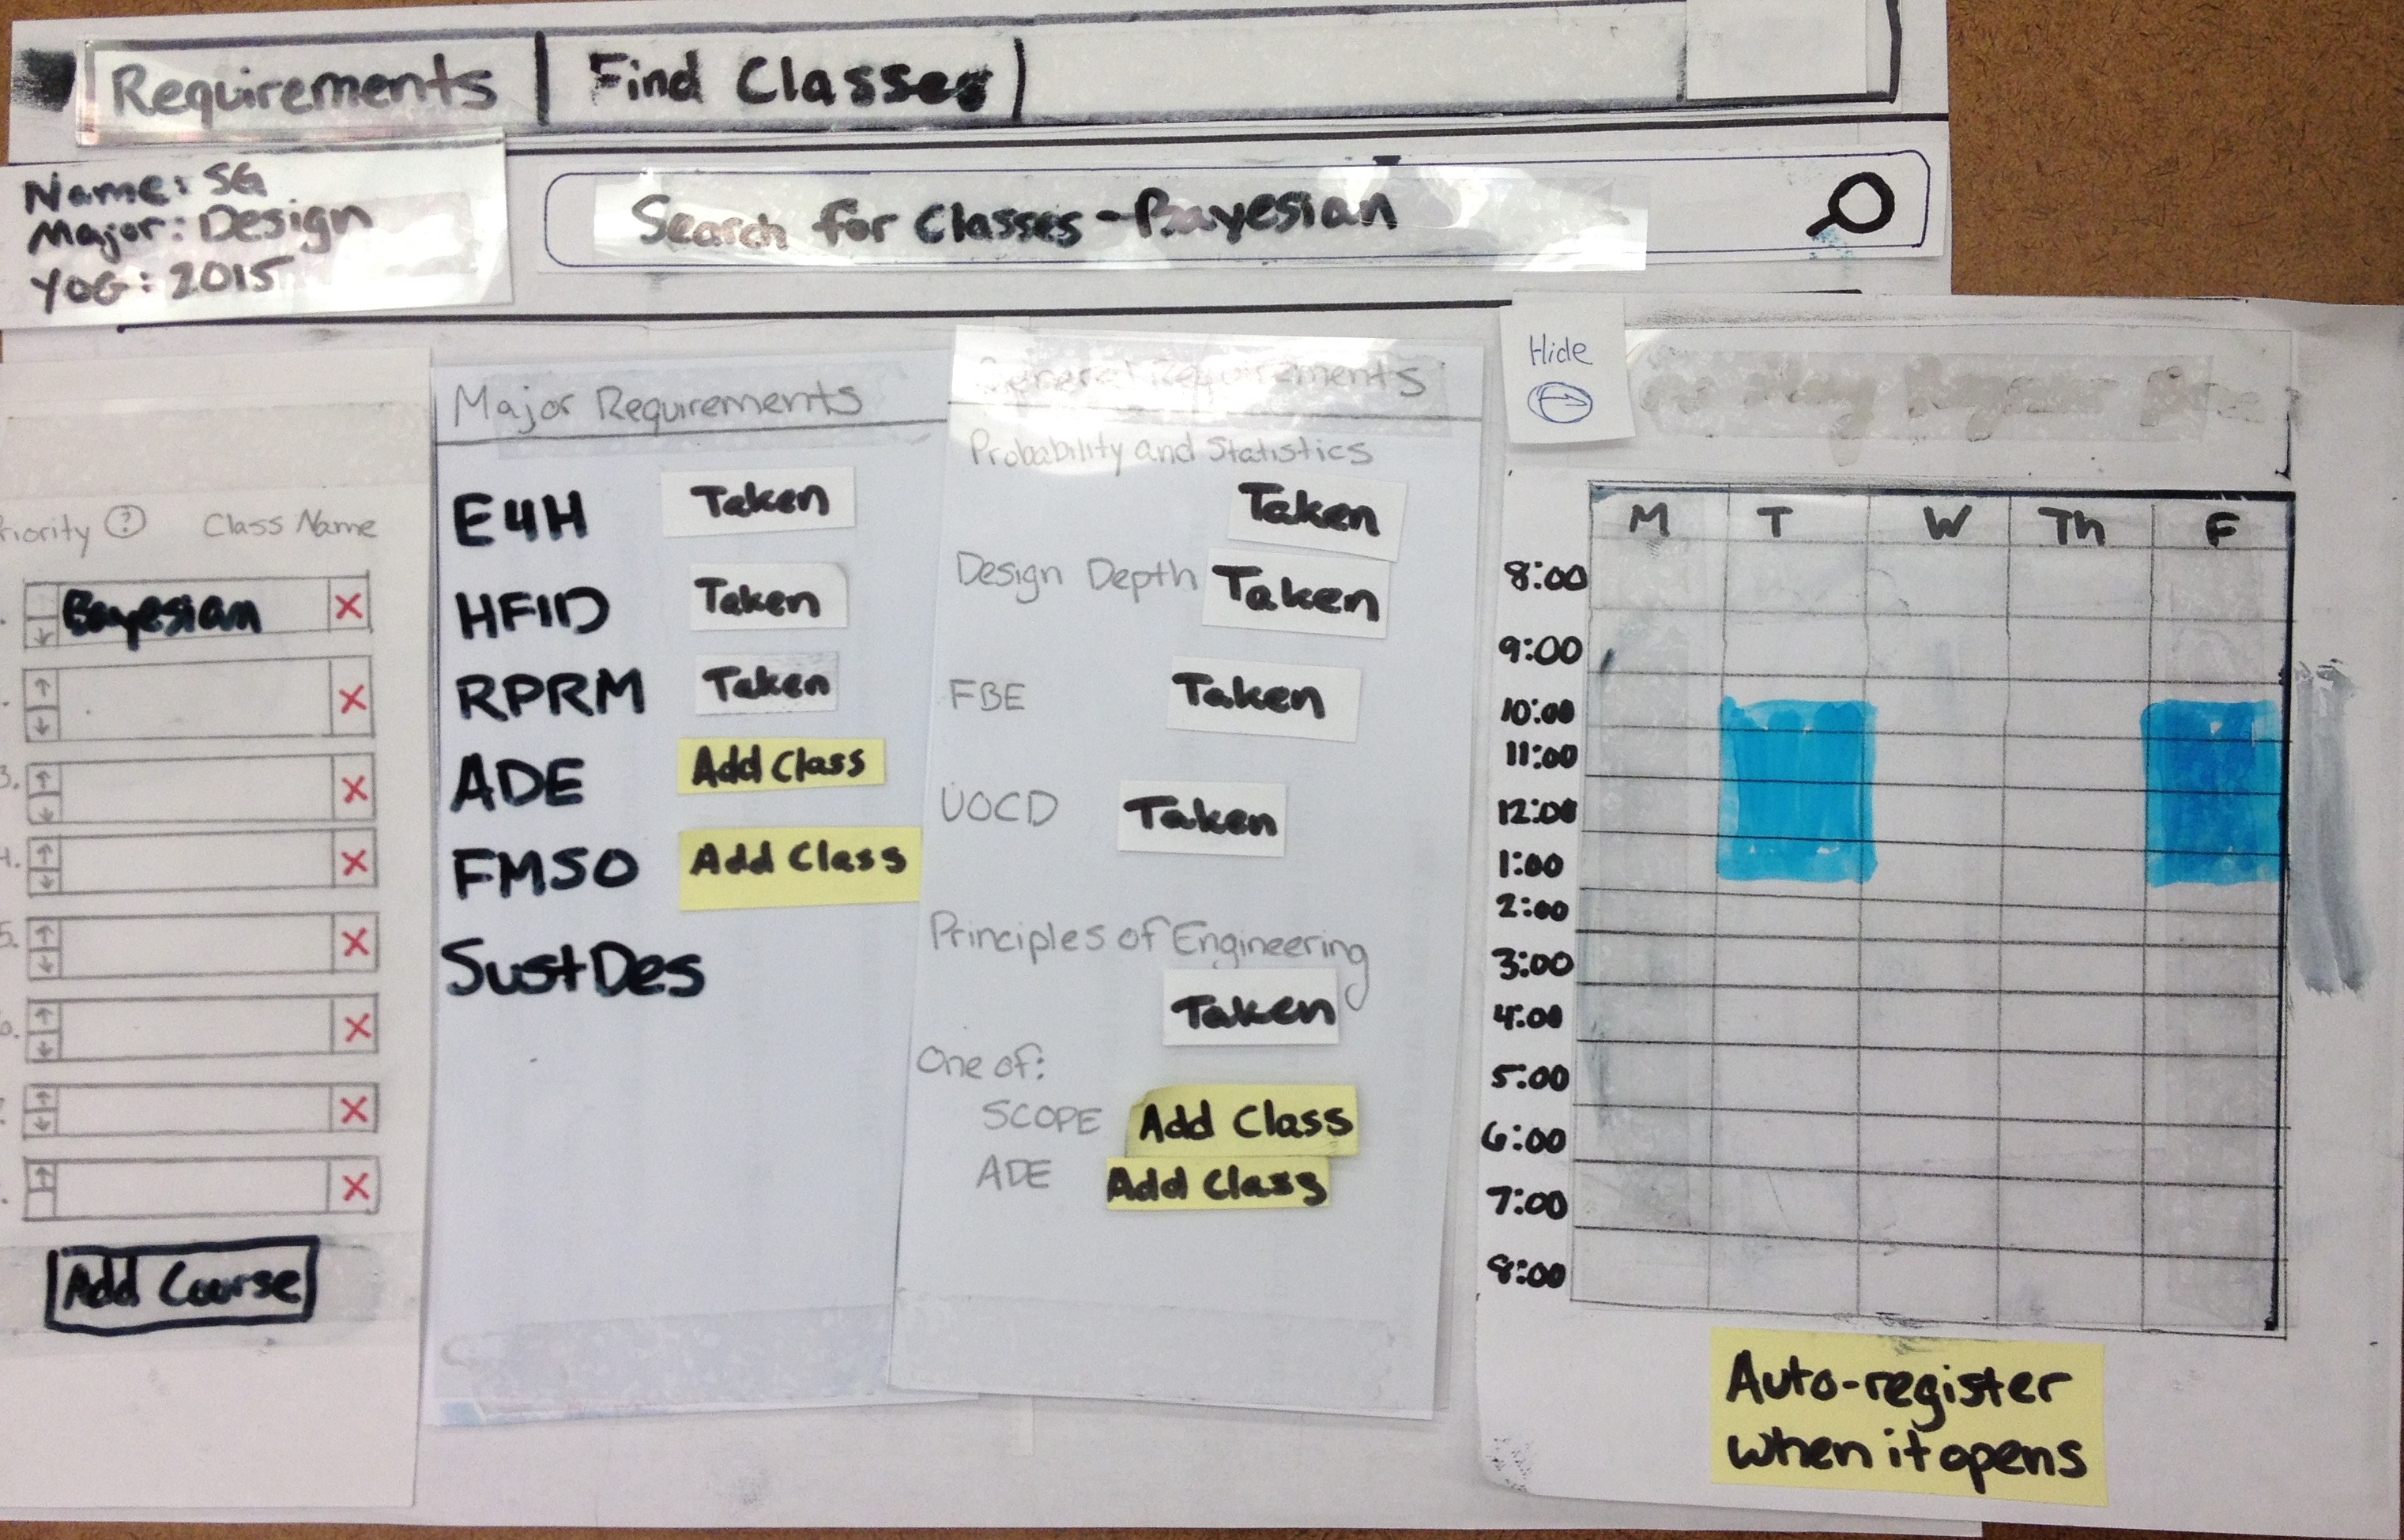 Requirements | Find Classes
Name: SG
Major: Design
YOG: 2015
Search for Classes - Bayesian
Priority ? Class Name
Bayesian X
X
3. X
4. X
5. X
6. X
X
X
Add Course
Major Requirements
E4H Taken
HFID Taken
RPRM Taken
ADE Add Class
FMSO Add Class
SustDes
General Requirements
Probability and Statistics
Taken
Design Depth Taken
FBE Taken
UOCD Taken
Principles of Engineering
Taken
One of:
SCOPE Add Class
ADE Add Class
Hide
M T W Th F
8:00
9:00
10:00
11:00
12:00
1:00
2:00
3:00
4:00
5:00
6:00
7:00
8:00
Auto-register
when it opens